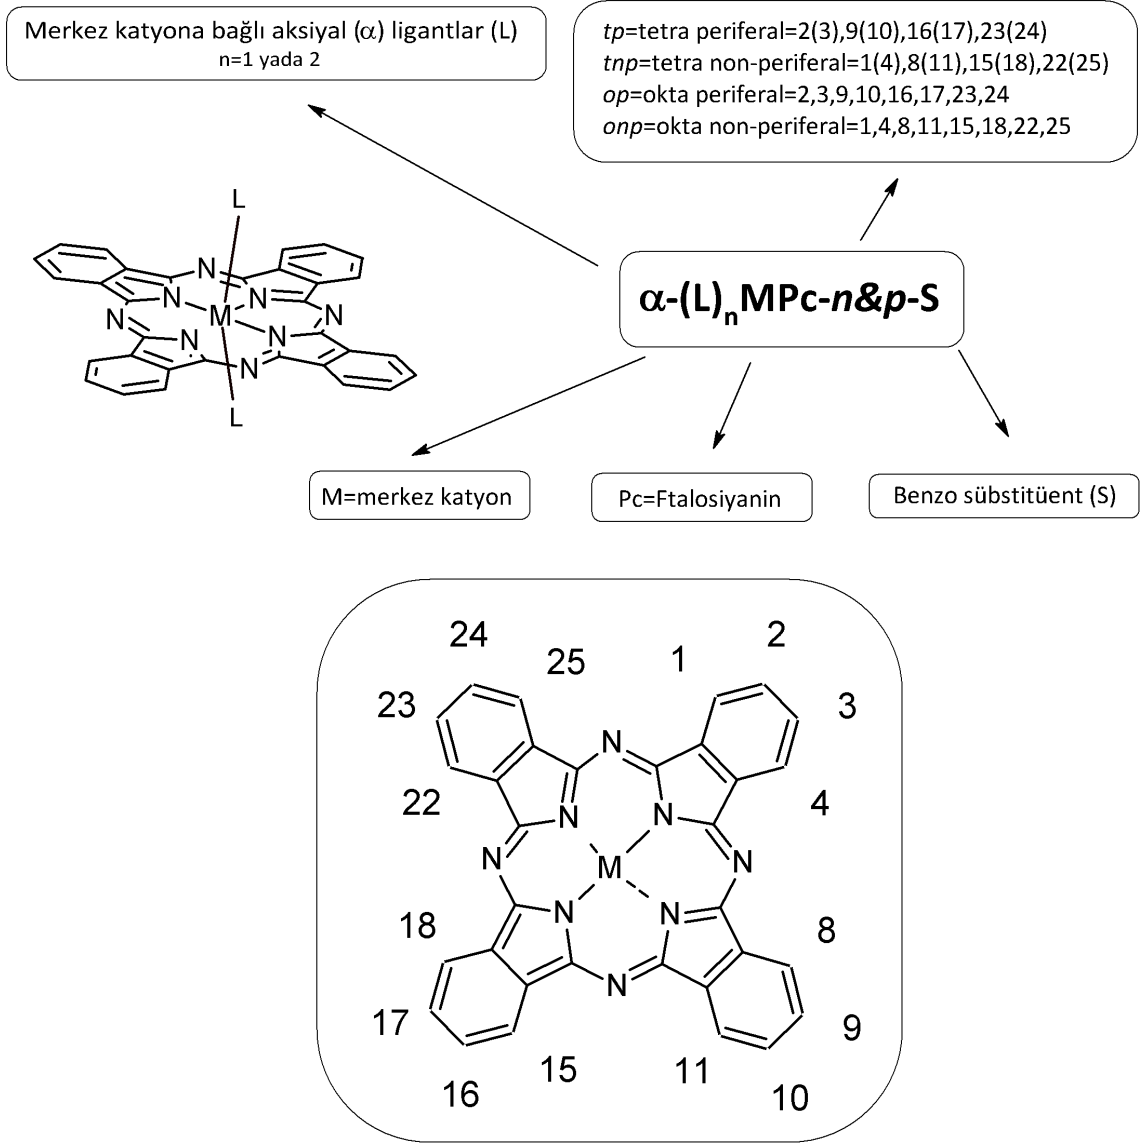 Merkez katyona bağlı aksiyal (α) ligantlar (L)
n=1 yada 2
tp=tetra periferal=2(3),9(10),16(17),23(24)
tnp=tetra non-periferal=1(4),8(11),15(18),22(25)
op=okta periferal=2,3,9,10,16,17,23,24
onp=okta non-periferal=1,4,8,11,15,18,22,25
L
N
N N
N M N
N N
N
L
α-(L)nMPc-n&p-S
M=merkez katyon
Pc=Ftalosiyanin
Benzo sübstitüent (S)
24 25 1 2
23 3
N
22 N N 4
N M N
18 N N 8
N
17 9
16 15 11 10